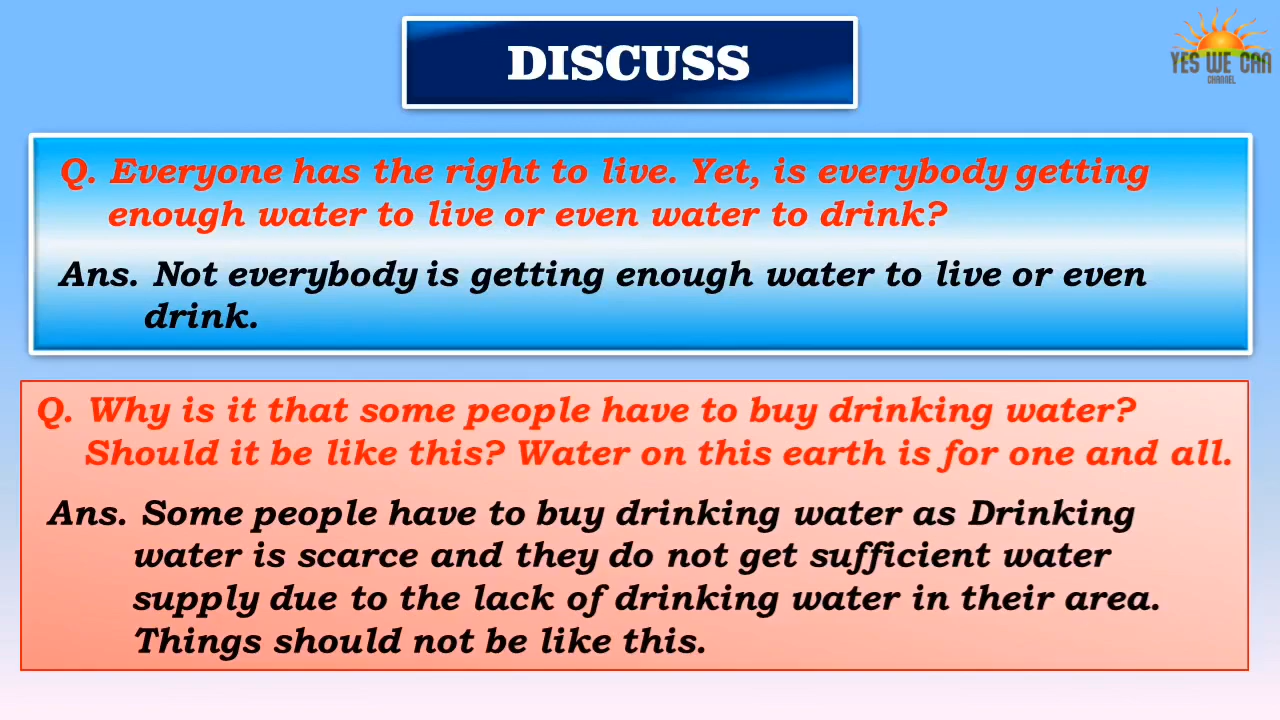 DISCUSS
YES WE CAN
CHANNEL
Q. Everyone has the right to live. Yet, is everybody getting
enough water to live or even water to drink?
Ans. Not everybody is getting enough water to live or even
drink.
Q. Why is it that some people have to buy drinking water?
Should it be like this? Water on this earth is for one and all.
Ans. Some people have to buy drinking water as Drinking
water is scarce and they do not get sufficient water
supply due to the lack of drinking water in their area.
Things should not be like this.